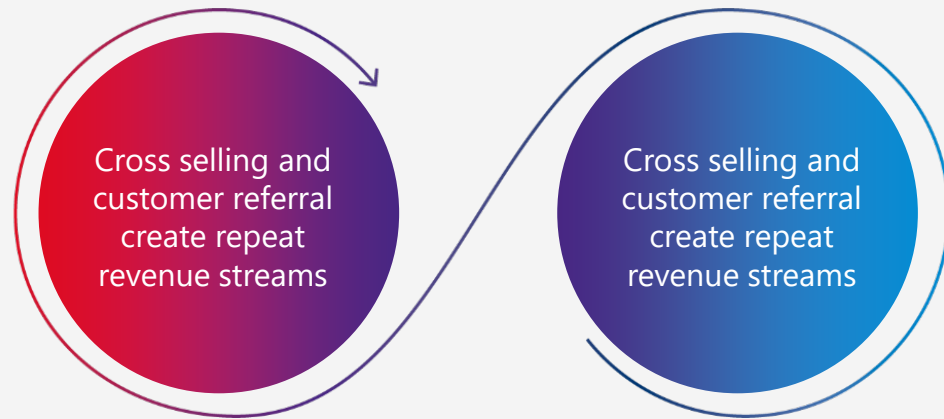 Cross selling and
customer referral
create repeat
revenue streams
Cross selling and
customer referral
create repeat
revenue streams